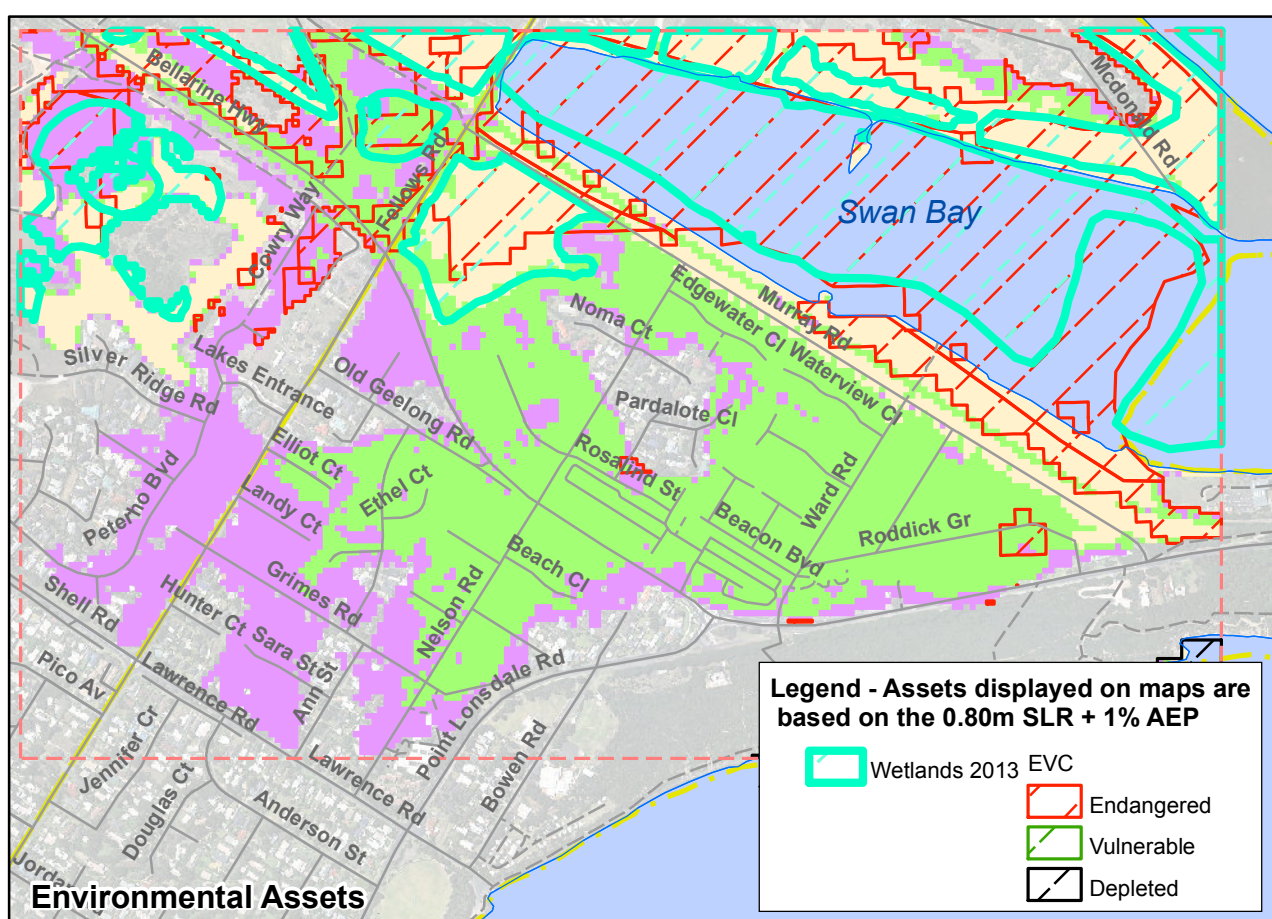 Bellarine Hwy
Mcdonald Rd
Fellows Rd
Swan Bay
Cowry Way
Edgewater Cl
Murray Rd
Noma Ct
Waterview Cl
Silver Ridge Rd
Lakes Entrance
Old Geelong Rd
Pardalote Cl
Elliot Ct
Rosalind St
Peterho Bvd
Landy Ct
Ethel Ct
Ward Rd
Beacon Bvd
Roddick Gr
Beach Cl
Grimes Rd
Nelson Rd
Shell Rd
Hunter Ct
Sara St
Ann St
Point Lonsdale Rd
Pico Av
Lawrence Rd
Jennifer Cr
Lawrence Rd
Bowen Rd
Douglas Ct
Anderson St
Environmental Assets
Legend - Assets displayed on maps are
based on the 0.80m SLR + 1% AEP
Wetlands 2013
EVC
Endangered
Vulnerable
Depleted